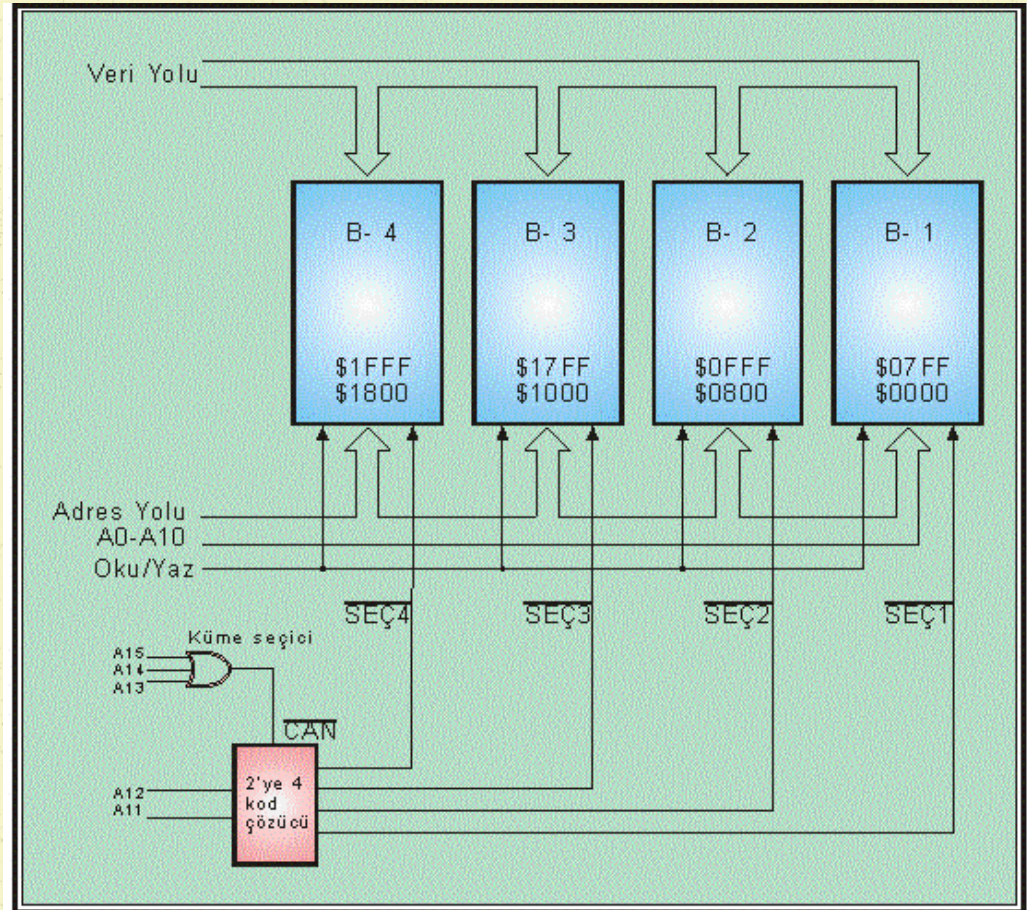 Veri Yolu
B- 4
B- 3
B- 2
B- 1
$1FFF
$1800
$17FF
$1000
$0FFF
$0800
$07FF
$0000
Adres Yolu
A0-A10
Oku/Yaz
SEÇ4
SEÇ3
SEÇ2
SEÇ1
Küme seçici
A15
A14
A13
CAN
A12
A11
2'ye 4
kod
çözücü